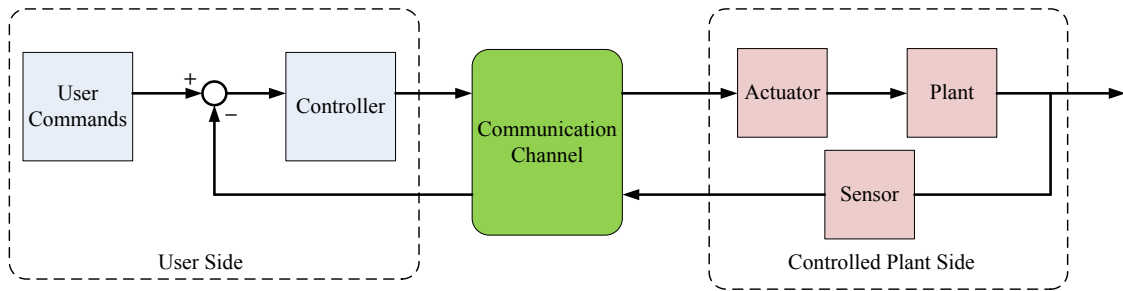 User
Commands
+
−
Controller
Communication
Channel
Actuator
Plant
Sensor
User Side
Controlled Plant Side